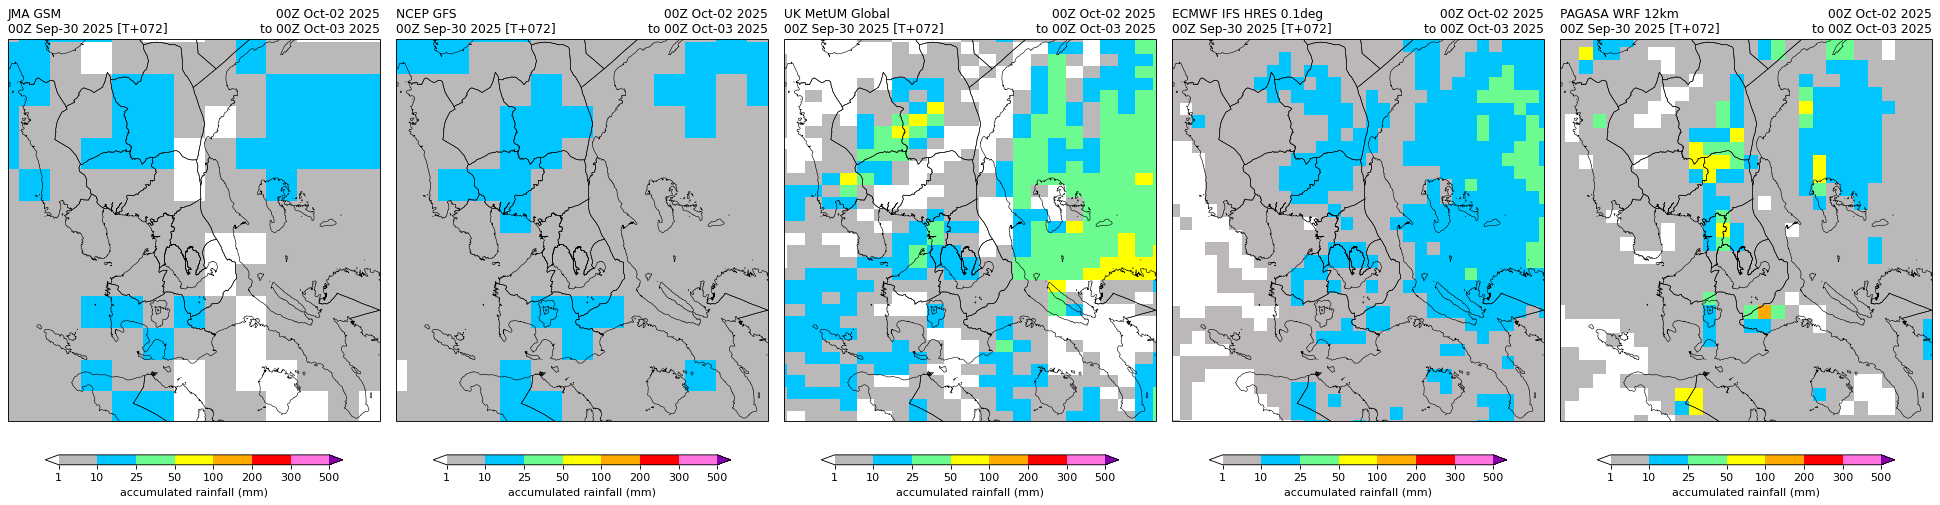 JMA GSM 00Z Oct-02 2025
00Z Sep-30 2025 [T+072] to 00Z Oct-03 2025
1 10 25 50 100 200 300 500
accumulated rainfall (mm)
NCEP GFS 00Z Oct-02 2025
00Z Sep-30 2025 [T+072] to 00Z Oct-03 2025
1 10 25 50 100 200 300 500
accumulated rainfall (mm)
UK MetUM Global 00Z Oct-02 2025
00Z Sep-30 2025 [T+072] to 00Z Oct-03 2025
1 10 25 50 100 200 300 500
accumulated rainfall (mm)
ECMWF IFS HRES 0.1deg 00Z Oct-02 2025
00Z Sep-30 2025 [T+072] to 00Z Oct-03 2025
1 10 25 50 100 200 300 500
accumulated rainfall (mm)
PAGASA WRF 12km 00Z Oct-02 2025
00Z Sep-30 2025 [T+072] to 00Z Oct-03 2025
1 10 25 50 100 200 300 500
accumulated rainfall (mm)